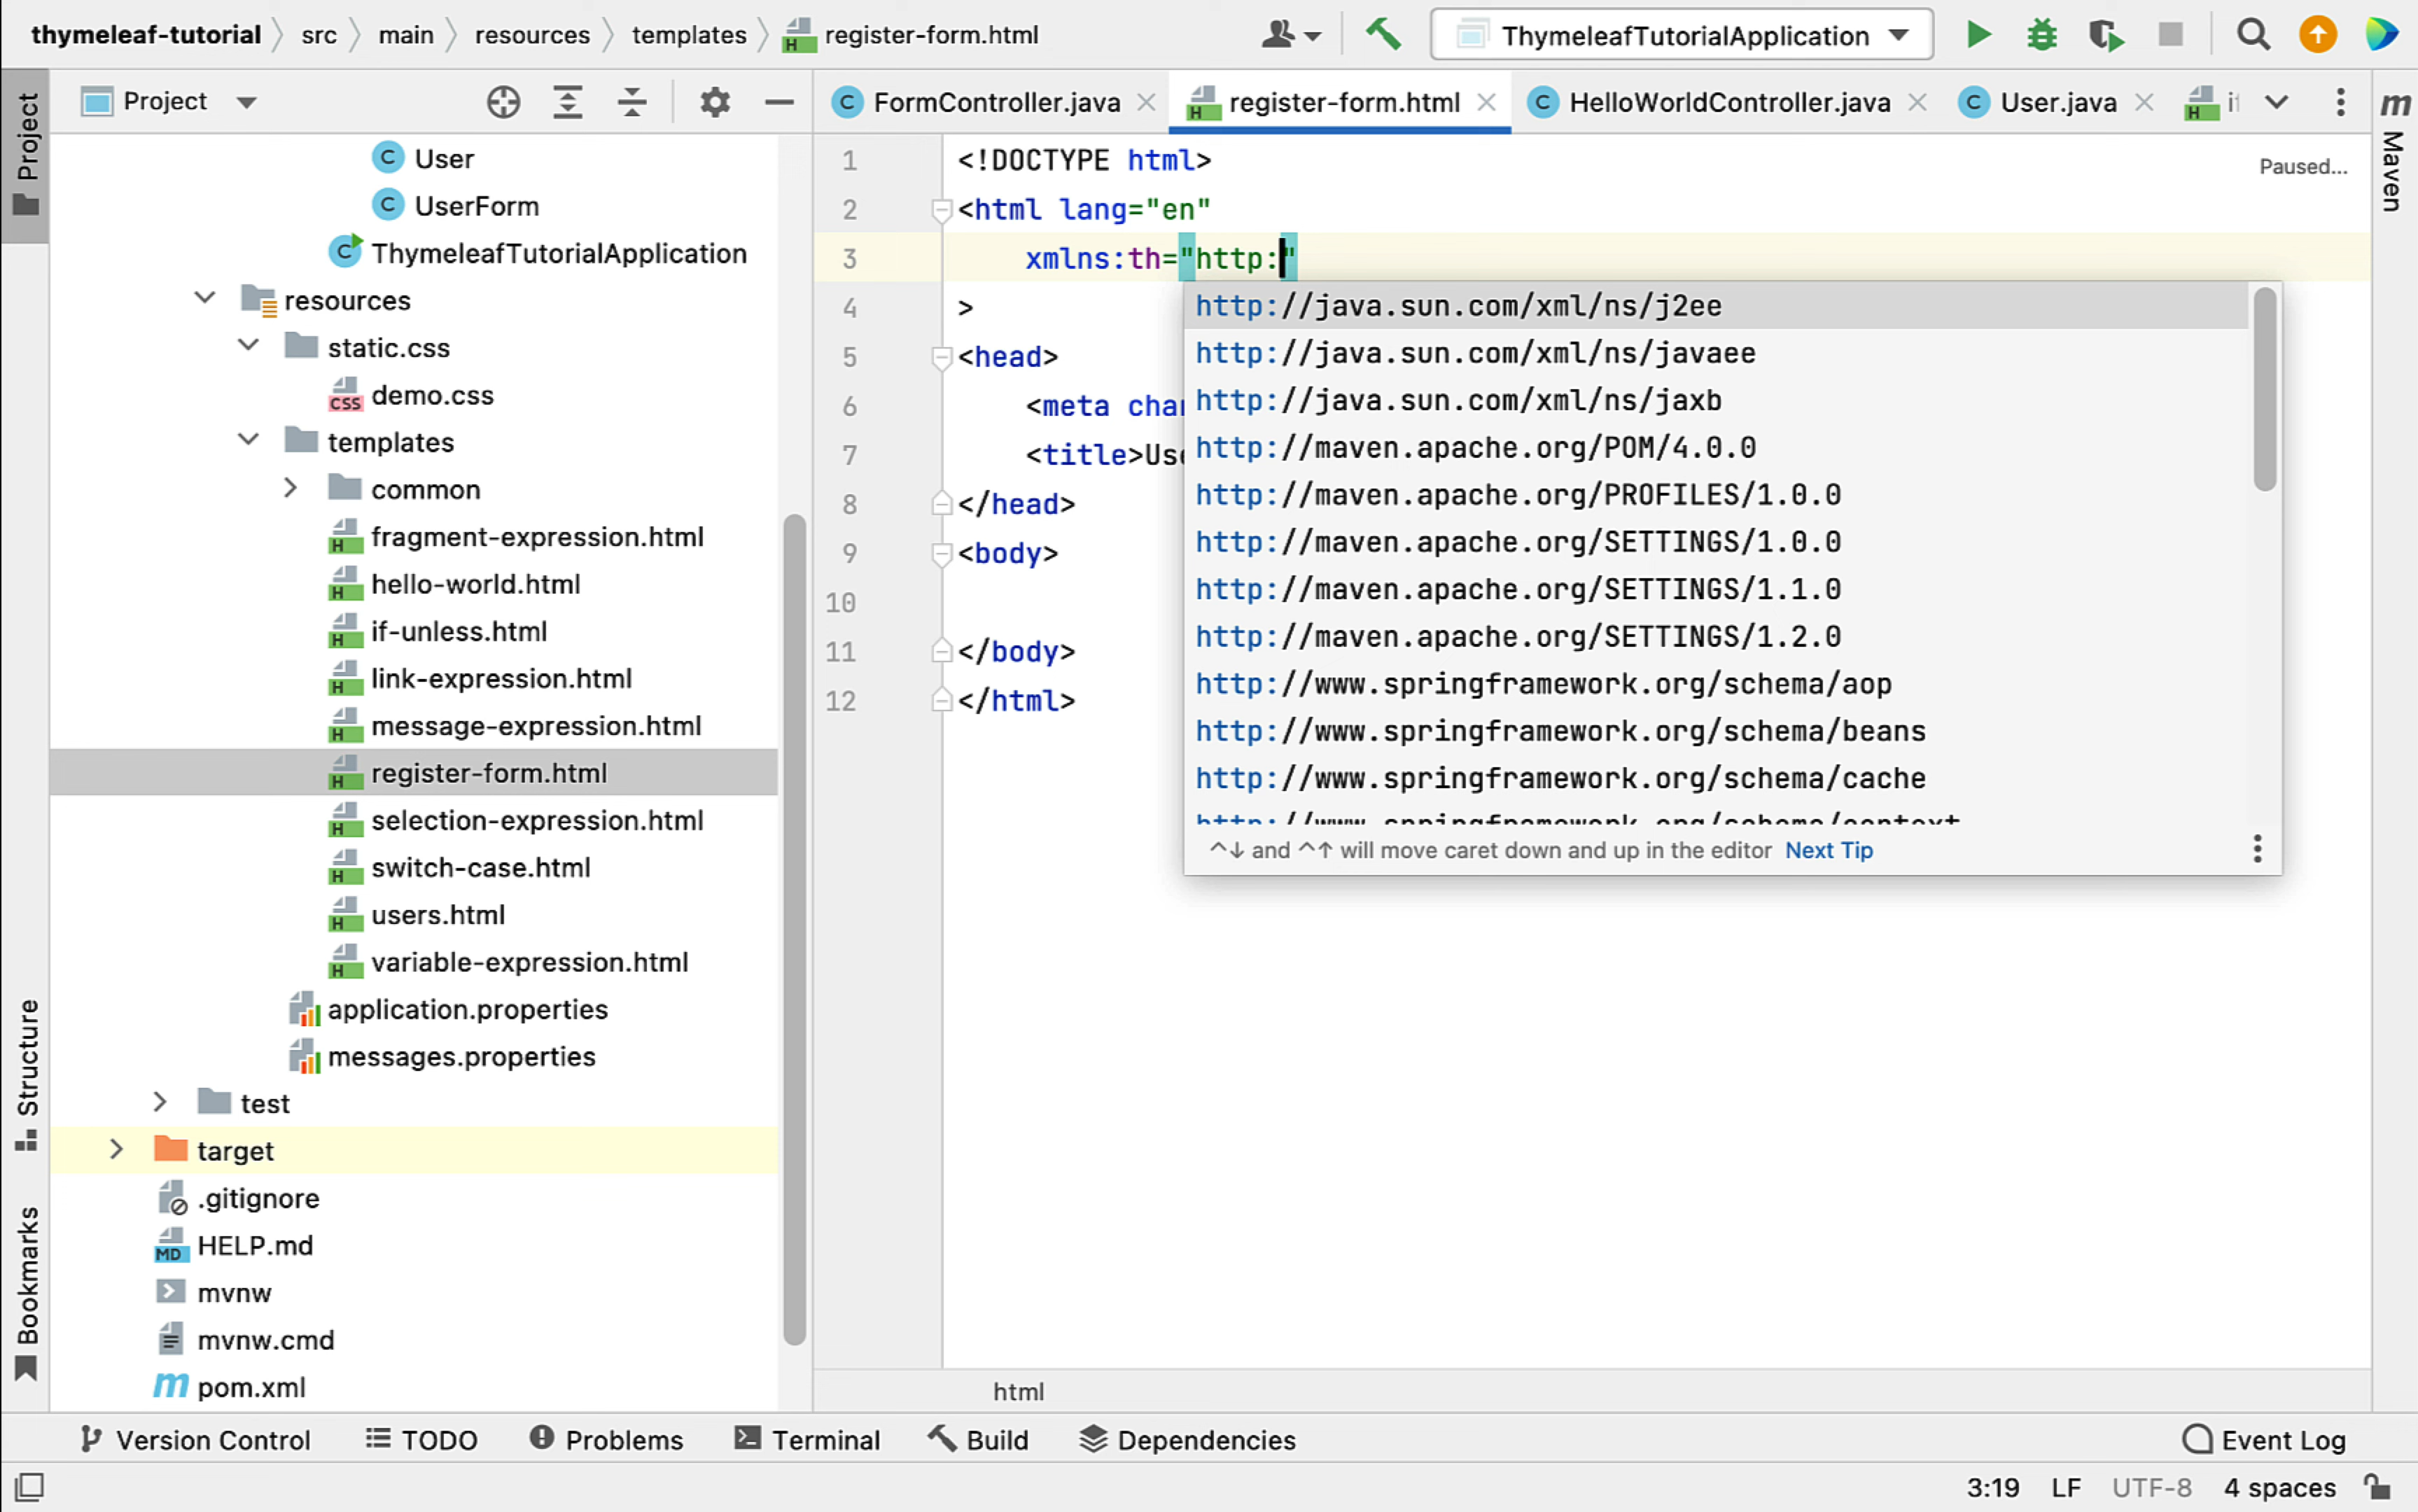 thymeleaf-tutorial src main resources templates register-form.html ThymeleafTutorialApplication
Project
Project
FormController.java register-form.html HelloWorldController.java User.java
Maven
User
UserForm
ThymeleafTutorialApplication
resources
static.css
demo.css
templates
common
fragment-expression.html
hello-world.html
if-unless.html
link-expression.html
message-expression.html
register-form.html
selection-expression.html
switch-case.html
users.html
variable-expression.html
application.properties
messages.properties
test
target
.gitignore
HELP.md
mvnw
mvnw.cmd
pom.xml
Structure
Bookmarks
1 <!DOCTYPE html>
Paused...
2 <html lang="en"
3 xmlns:th="http:"
4 >
5 <head>
6 <meta char
7 <title>Use
8 </head>
9 <body>
10
11 </body>
12 </html>
http://java.sun.com/xml/ns/j2ee
http://java.sun.com/xml/ns/javaee
http://java.sun.com/xml/ns/jaxb
http://maven.apache.org/POM/4.0.0
http://maven.apache.org/PROFILES/1.0.0
http://maven.apache.org/SETTINGS/1.0.0
http://maven.apache.org/SETTINGS/1.1.0
http://maven.apache.org/SETTINGS/1.2.0
http://www.springframework.org/schema/aop
http://www.springframework.org/schema/beans
http://www.springframework.org/schema/cache
http://www.springframework.org/schema/context
^↓ and ^↑ will move caret down and up in the editor Next Tip
html
Version Control TODO Problems Terminal Build Dependencies Event Log
3:19 LF UTF-8 4 spaces